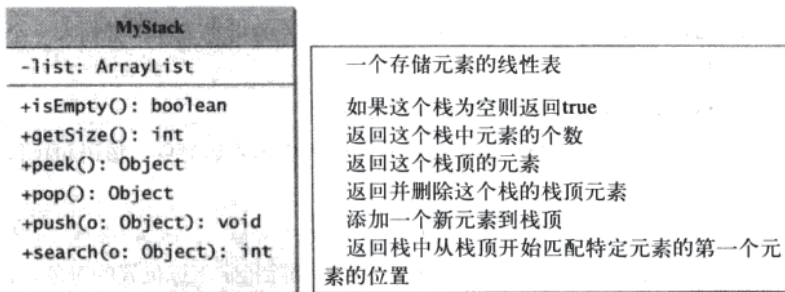 MyStack
-list: ArrayList
+isEmpty(): boolean
+getSize(): int
+peek(): Object
+pop(): Object
+push(o: Object): void
+search(o: Object): int
一个存储元素的线性表
如果这个栈为空则返回true
返回这个栈中元素的个数
返回这个栈顶的元素
返回并删除这个栈的栈顶元素
添加一个新元素到栈顶
返回栈中从栈顶开始匹配特定元素的第一个元
素的位置